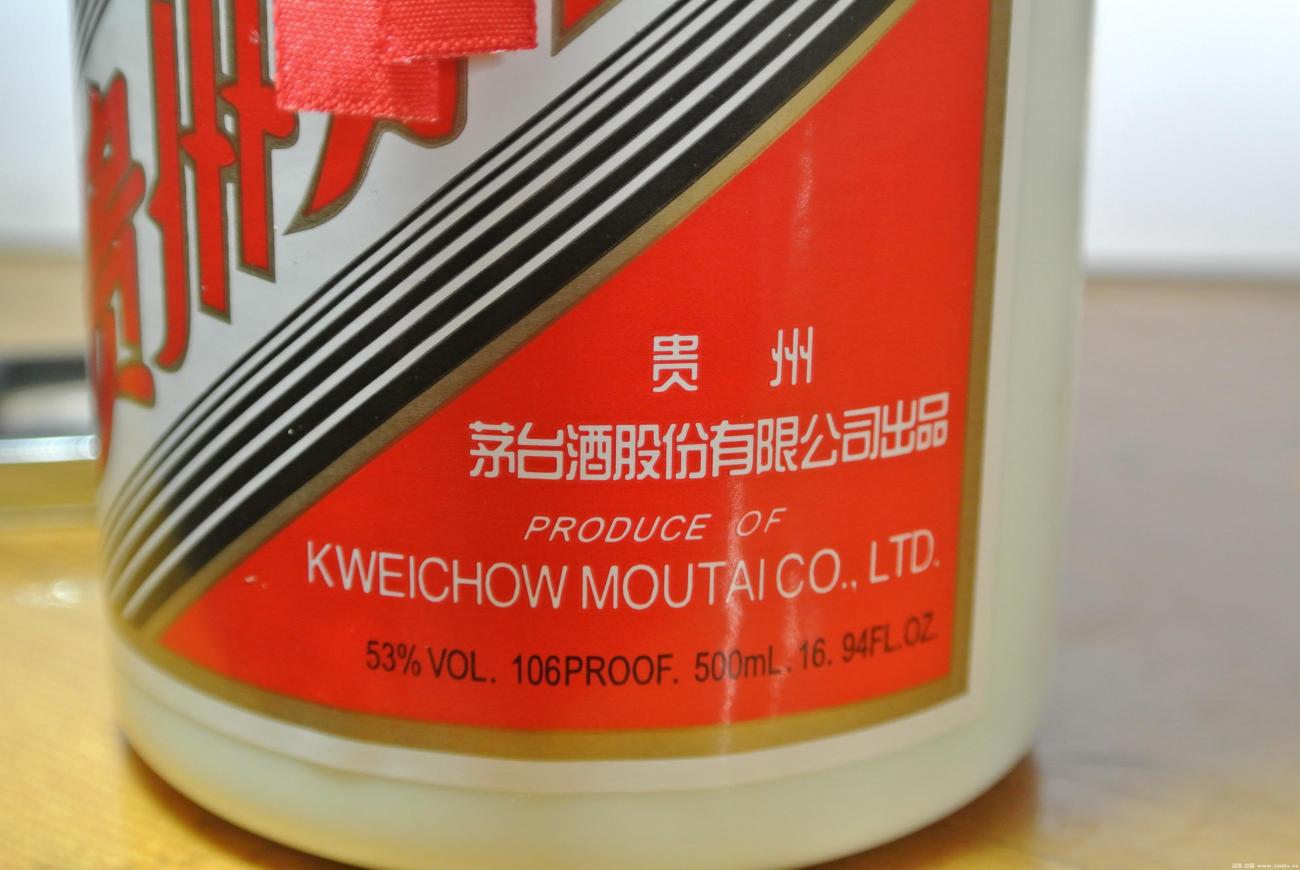 贵州
茅台酒股份有限公司出品
PRODUCE OF
KWEICHOW MOUTAI CO., LTD.
53% VOL. 106PROOF. 500mL. 16. 94FL.OZ.